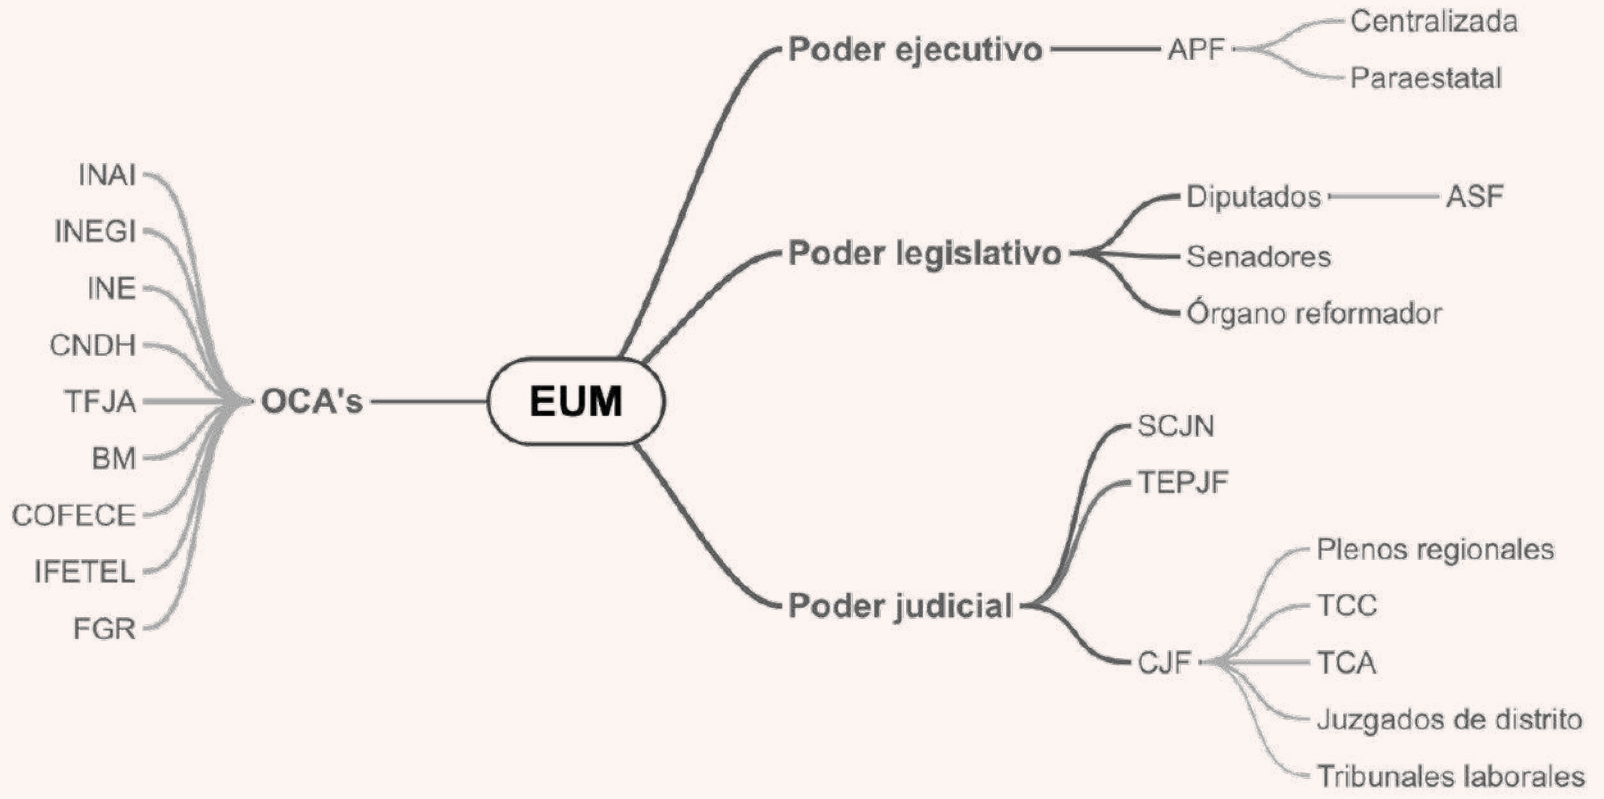 EUM
Poder ejecutivo
APF
Centralizada
Paraestatal
Poder legislativo
Diputados
ASF
Senadores
Órgano reformador
Poder judicial
SCJN
TEPJF
CJF
Plenos regionales
TCC
TCA
Juzgados de distrito
Tribunales laborales
OCA's
INAI
INEGI
INE
CNDH
TFJA
BM
COFECE
IFETEL
FGR